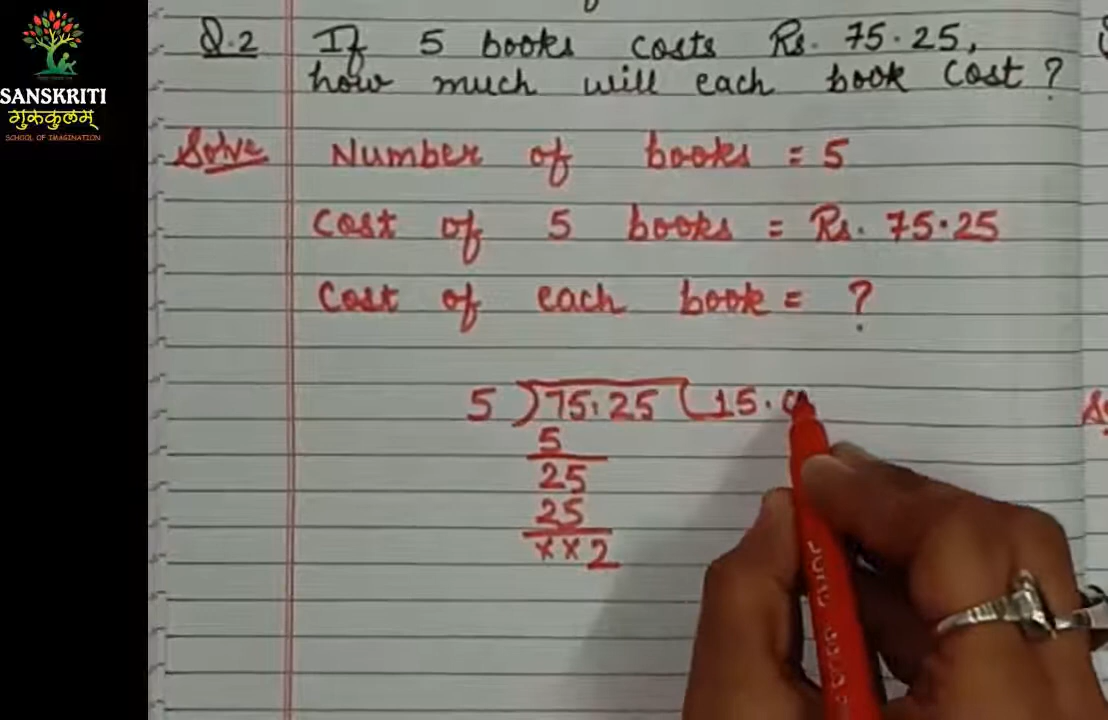 SANSKRITI
गुरुकुलम्
SCHOOL OF IMAGINATION
Q.2 If 5 books costs Rs. 75.25,
how much will each book cost ?
Solve Number of books = 5
Cost of 5 books = Rs. 75.25
Cost of each book = ?
5 ) 75.25 ( 15.
5
25
25
x x 2